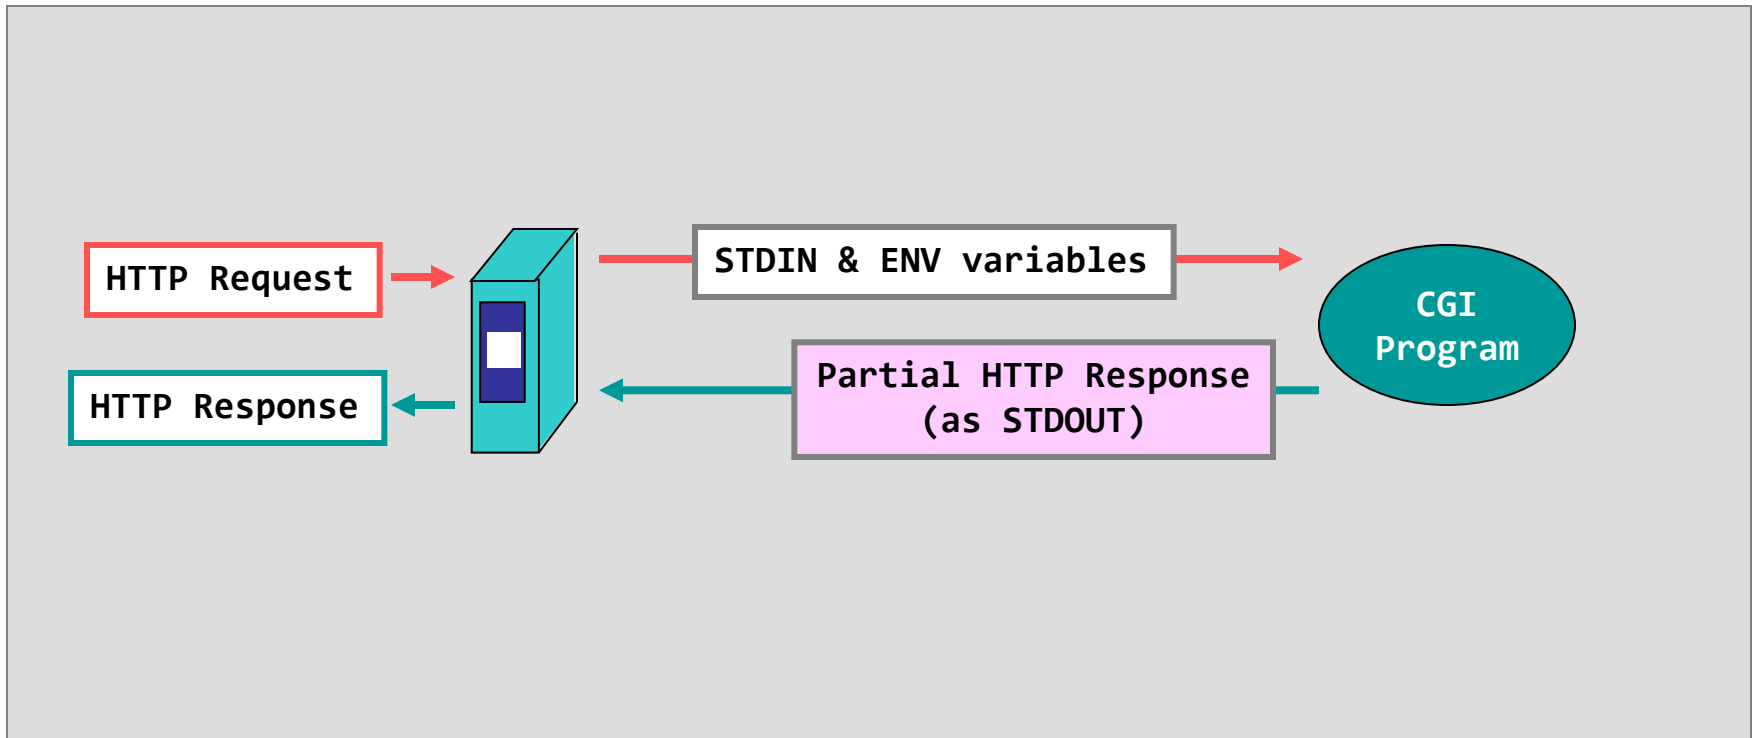 HTTP Request
STDIN & ENV variables
CGI
Program
Partial HTTP Response
(as STDOUT)
HTTP Response